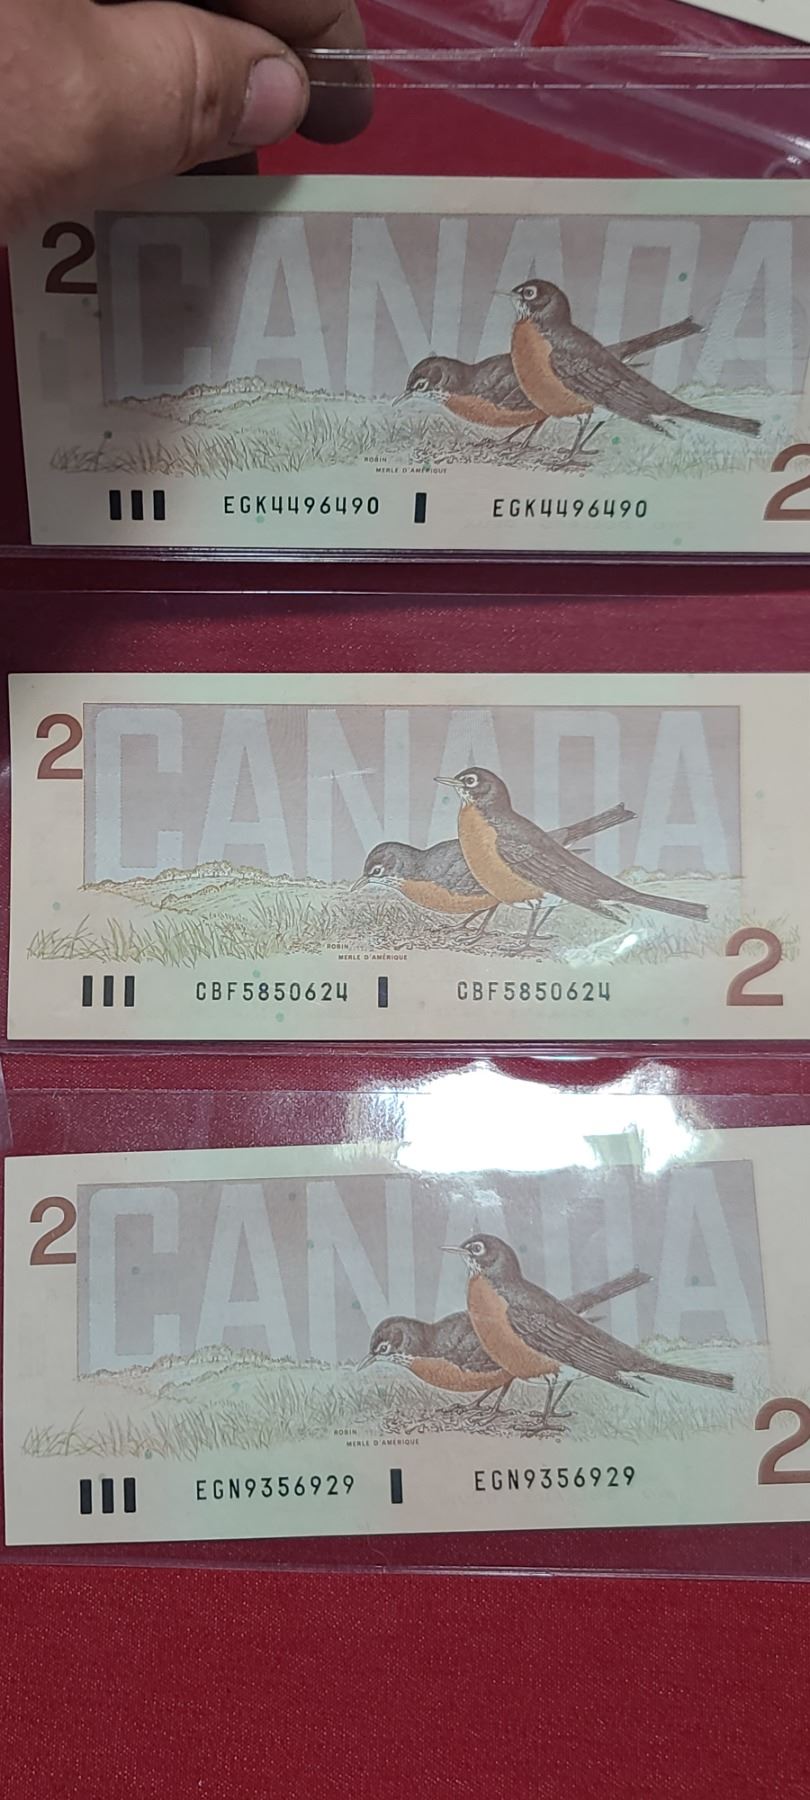 2 CANADA
ROBIN
MERLE D'AMÉRIQUE
2
EGK4496490 EGK4496490
2 CANADA
ROBIN
MERLE D'AMÉRIQUE
2
CBF5850624 CBF5850624
2 CANADA
ROBIN
MERLE D'AMÉRIQUE
2
EGN9356929 EGN9356929